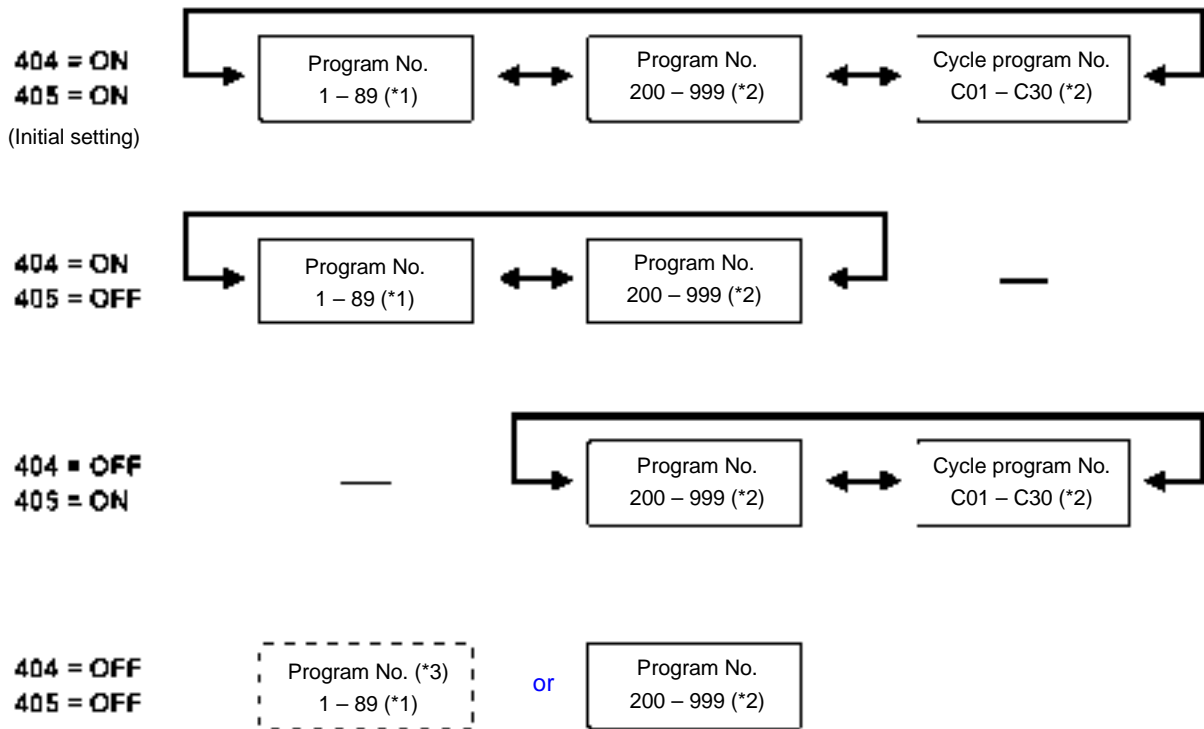 404 = ON
405 = ON
(Initial setting)
Program No.
1 – 89 (*1)
Program No.
200 – 999 (*2)
Cycle program No.
C01 – C30 (*2)
404 = ON
405 = OFF
Program No.
1 – 89 (*1)
Program No.
200 – 999 (*2)
404 = OFF
405 = ON
Program No.
200 – 999 (*2)
Cycle program No.
C01 – C30 (*2)
404 = OFF
405 = OFF
Program No. (*3)
1 – 89 (*1)
or
Program No.
200 – 999 (*2)